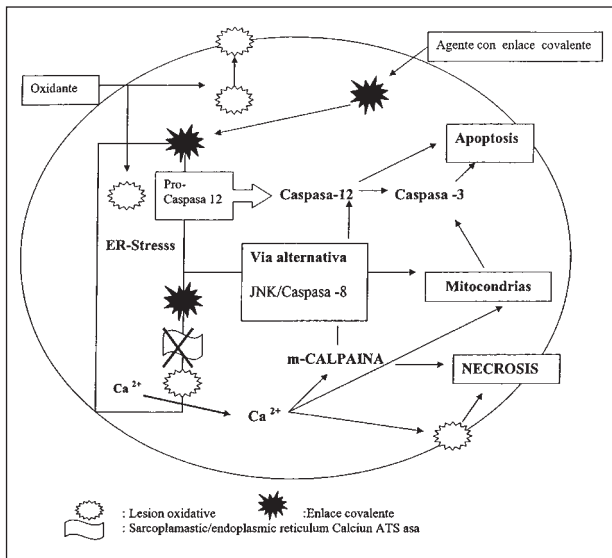 Agente con enlace covalente
Oxidante
Apoptosis
Pro-
Caspasa 12
Caspasa-12
Caspasa -3
ER-Stresss
Via alternativa
JNK/Caspasa -8
Mitocondrias
m-CALPAINA
NECROSIS
Ca 2+
Ca 2+
: Lesion oxidative
:Enlace covalente
: Sarcoplamastic/endoplasmic reticulum Calciun ATS asa